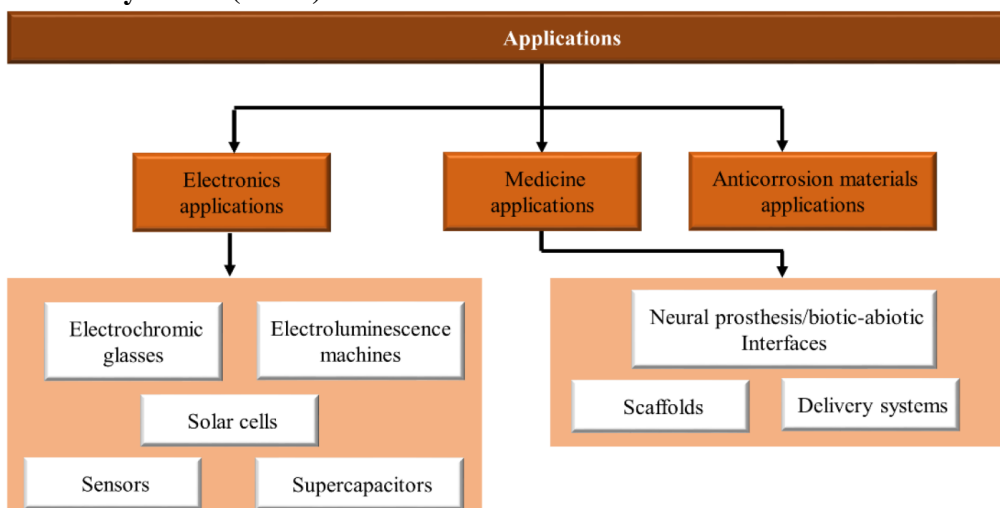 Applications
Electronics
applications
Medicine
applications
Anticorrosion materials
applications
Electrochromic
glasses
Electroluminescence
machines
Solar cells
Sensors
Supercapacitors
Neural prosthesis/biotic-abiotic
Interfaces
Scaffolds
Delivery systems